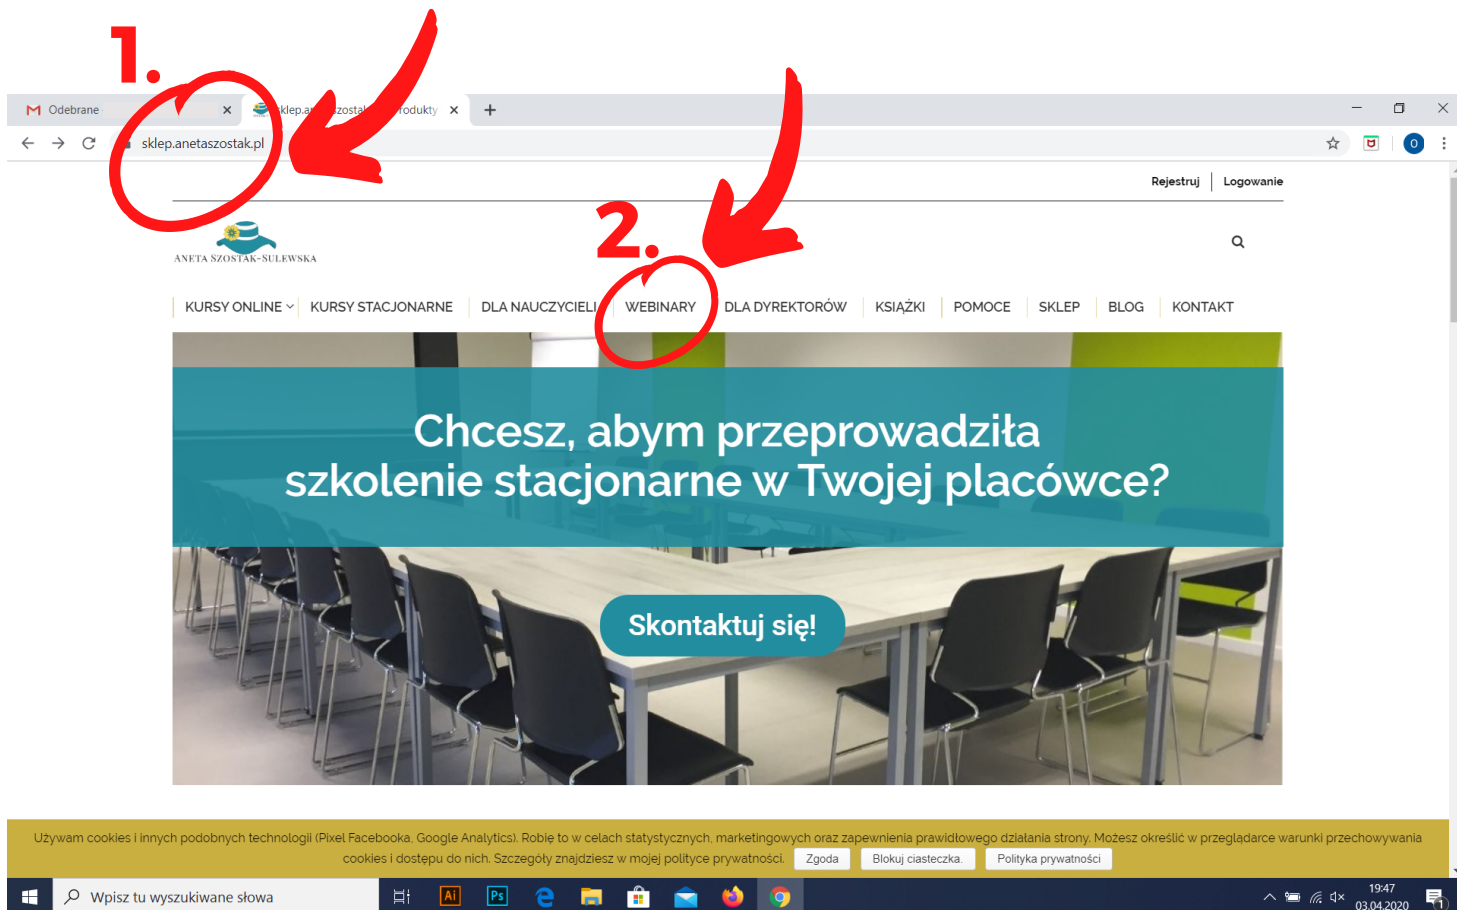 1.
Odebrane
sklep.anetaszostak.pl
2.
Rejestruj
Logowanie
ANETA SZOSTAK-SULEWSKA
KURSY ONLINE
KURSY STACJONARNE
DLA NAUCZYCIELI
WEBINARY
DLA DYREKTORÓW
KSIĄŻKI
POMOCE
SKLEP
BLOG
KONTAKT
Chcesz, abym przeprowadziła
szkolenie stacjonarne w Twojej placówce?
Skontaktuj się!
Używam cookies i innych podobnych technologii (Pixel Facebooka, Google Analytics). Robię to w celach statystycznych, marketingowych oraz zapewnienia prawidłowego działania strony. Możesz określić w przeglądarce warunki przechowywania
cookies i dostępu do nich. Szczegóły znajdziesz w mojej polityce prywatności.
Zgoda
Blokuj ciasteczka.
Polityka prywatności
Wpisz tu wyszukiwane słowa
Ai
Ps
19:47
03.04.2020